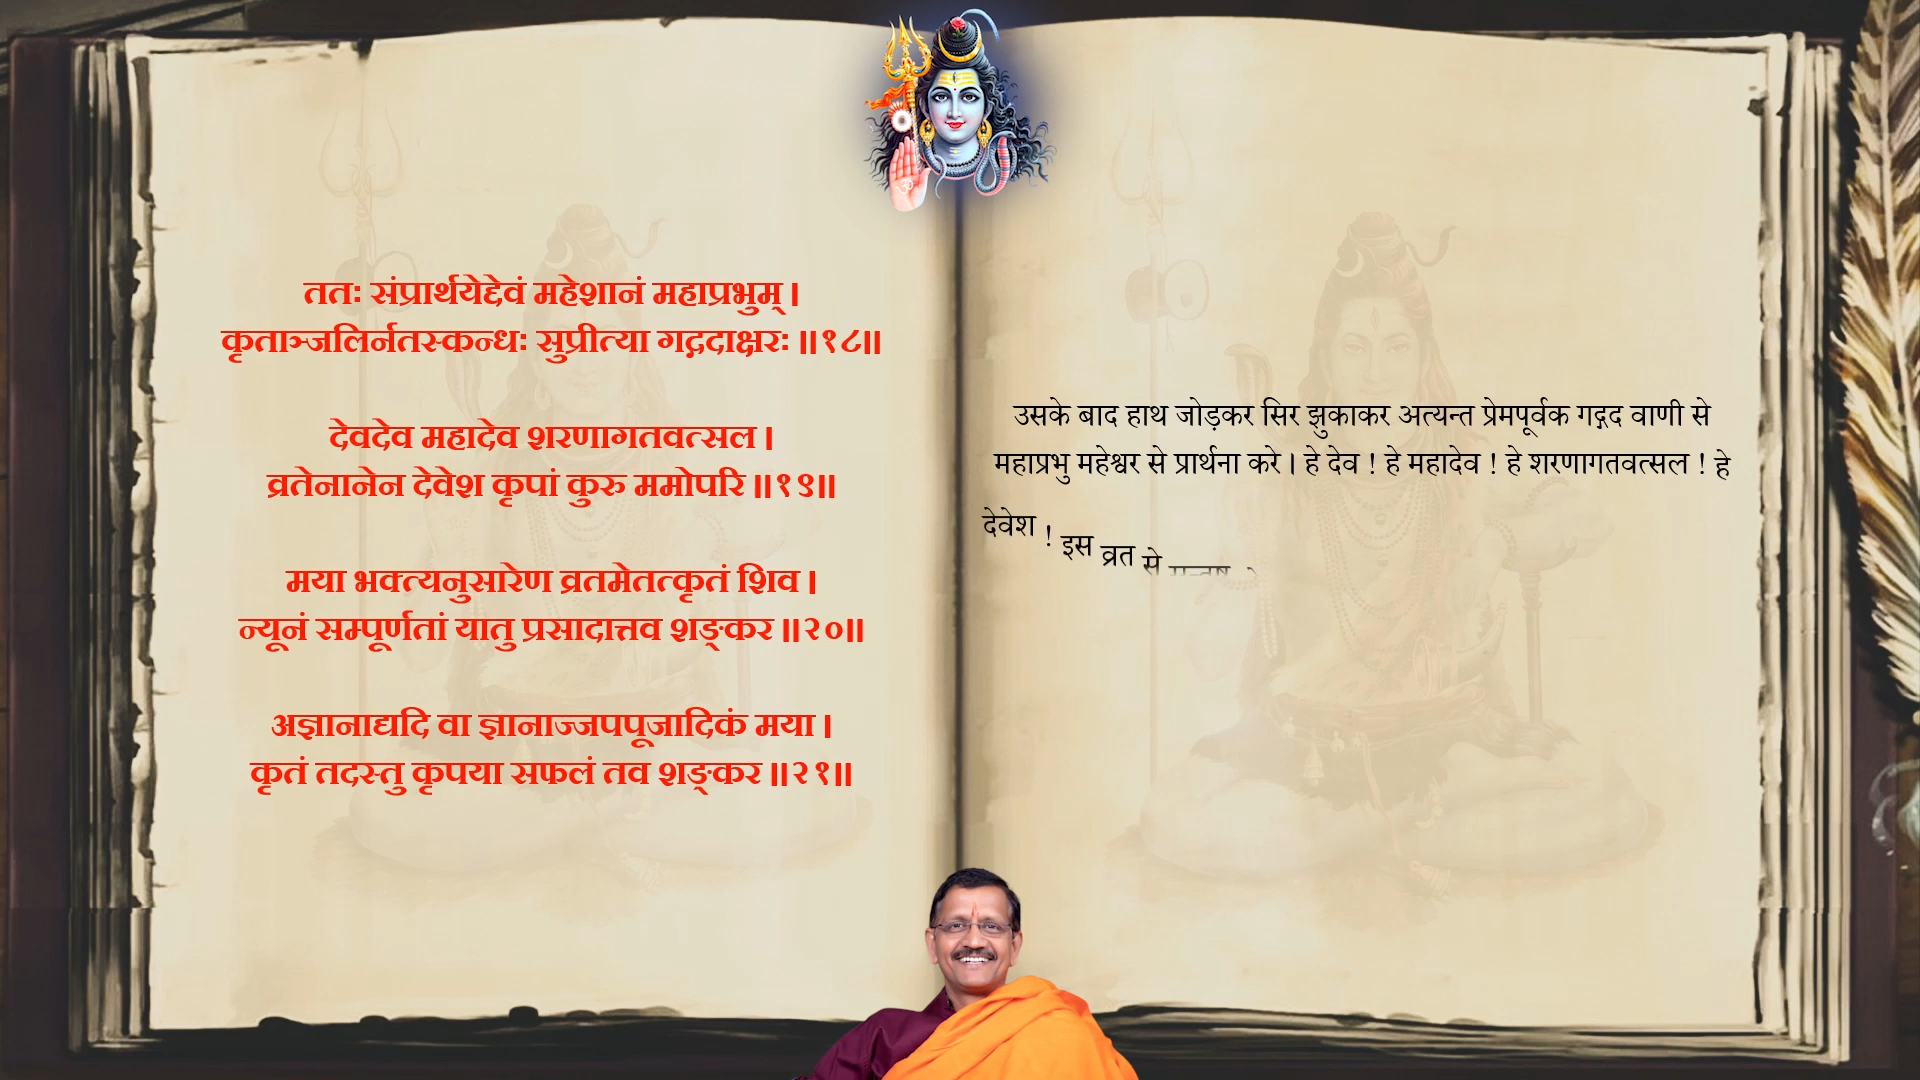 ततः संप्रार्थयेद्देवं महेशानं महाप्रभुम् ।
कृताञ्जलिर्नतस्कन्धः सुप्रीत्या गद्गदाक्षरः ॥१८॥
देवदेव महादेव शरणागतवत्सल ।
व्रतेनानेन देवेश कृपां कुरु ममोपरि ॥१९॥
मया भक्त्यनुसारेण व्रतमेतत्कृतं शिव ।
न्यूनं सम्पूर्णतां यातु प्रसादात्तव शङ्कर ॥२०॥
अज्ञानाद्यदि वा ज्ञानाज्जपपूजादिकं मया ।
कृतं तदस्तु कृपया सफलं तव शङ्कर ॥२१॥
उसके बाद हाथ जोड़कर सिर झुकाकर अत्यन्त प्रेमपूर्वक गद्गद वाणी से
महाप्रभु महेश्वर से प्रार्थना करे । हे देव ! हे महादेव ! हे शरणागतवत्सल ! हे
देवेश ! इस व्रत से